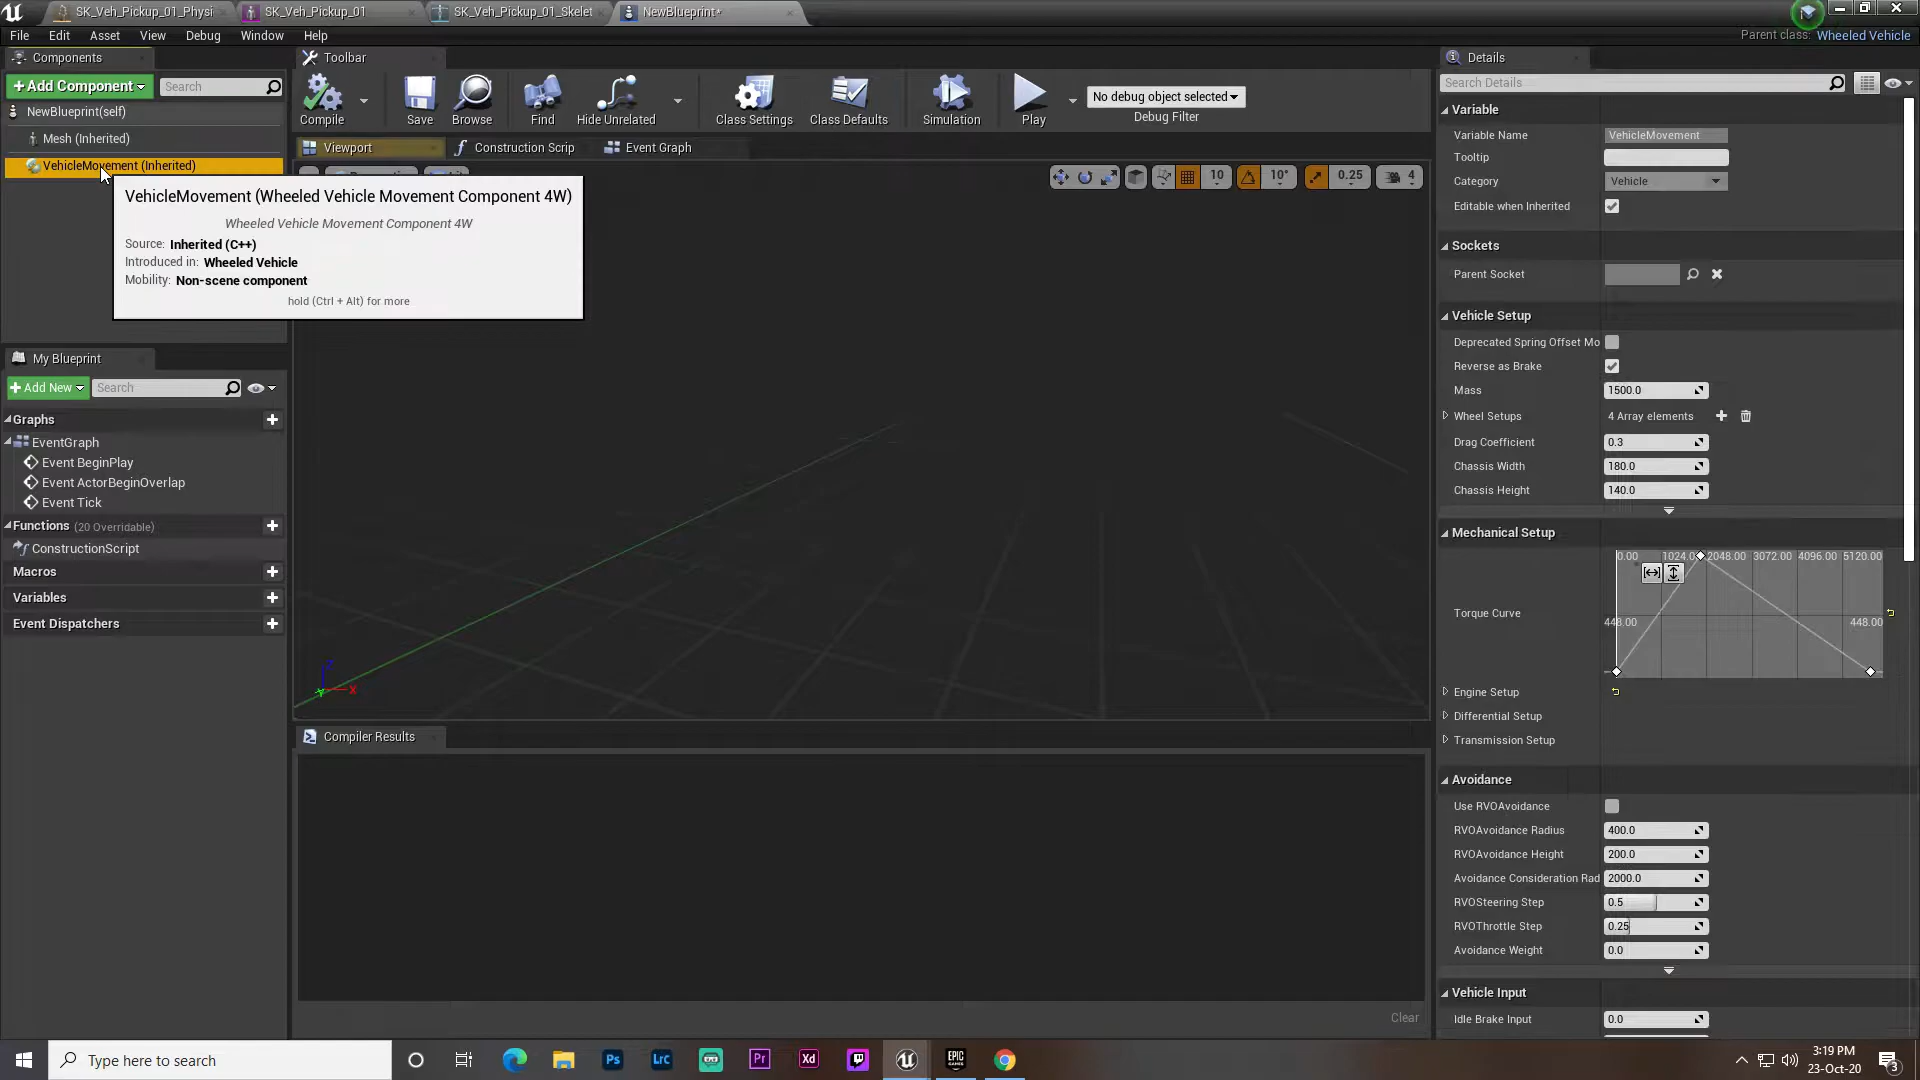 SK_Veh_Pickup_01_Physi
SK_Veh_Pickup_01
SK_Veh_Pickup_01_Skelet
NewBlueprint*
File Edit Asset View Debug Window Help
Parent class: Wheeled Vehicle
Components
+Add Component
Search
NewBlueprint(self)
Mesh (Inherited)
VehicleMovement (Inherited)
VehicleMovement (Wheeled Vehicle Movement Component 4W)
Wheeled Vehicle Movement Component 4W
Source: Inherited (C++)
Introduced in: Wheeled Vehicle
Mobility: Non-scene component
hold (Ctrl + Alt) for more
My Blueprint
+Add New
Search
Graphs
EventGraph
Event BeginPlay
Event ActorBeginOverlap
Event Tick
Functions (20 Overridable)
ConstructionScript
Macros
Variables
Event Dispatchers
Toolbar
Compile
Save
Browse
Find
Hide Unrelated
Class Settings
Class Defaults
Simulation
Play
No debug object selected
Debug Filter
Viewport
Construction Scrip
Event Graph
10
10°
0.25
4
Z
Y
X
Compiler Results
Clear
Details
Search Details
Variable
Variable Name VehicleMovement
Tooltip
Category Vehicle
Editable when Inherited
Sockets
Parent Socket
Vehicle Setup
Deprecated Spring Offset Mo
Reverse as Brake
Mass 1500.0
Wheel Setups 4 Array elements
Drag Coefficient 0.3
Chassis Width 180.0
Chassis Height 140.0
Mechanical Setup
0.00 1024.0 2048.00 3072.00 4096.00 5120.00
Torque Curve
448.00 448.00
Engine Setup
Differential Setup
Transmission Setup
Avoidance
Use RVOAvoidance
RVOAvoidance Radius 400.0
RVOAvoidance Height 200.0
Avoidance Consideration Rad 2000.0
RVOSteering Step 0.5
RVOThrottle Step 0.25
Avoidance Weight 0.0
Vehicle Input
Idle Brake Input 0.0
Type here to search
Ps
Lrc
Pr
Xd
EPIC
GAMES
3:19 PM
23-Oct-20
3